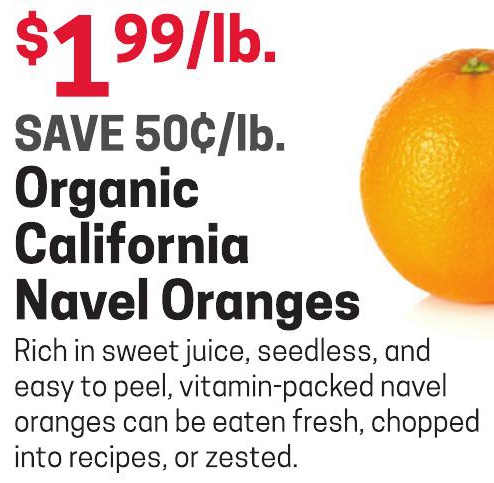 $1 99/lb.
SAVE 50¢/lb.
Organic
California
Navel Oranges
Rich in sweet juice, seedless, and
easy to peel, vitamin-packed navel
oranges can be eaten fresh, chopped
into recipes, or zested.